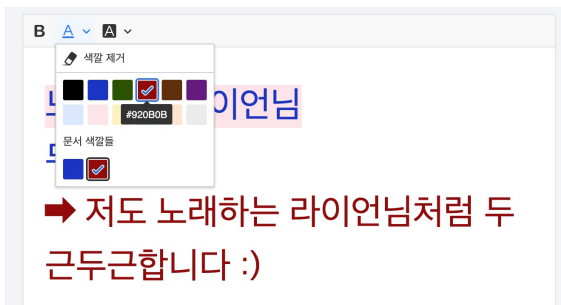 B A A
색깔 제거
#920B0B
이언님
문서 색깔들
➡ 저도 노래하는 라이언님처럼 두
근두근합니다 :)